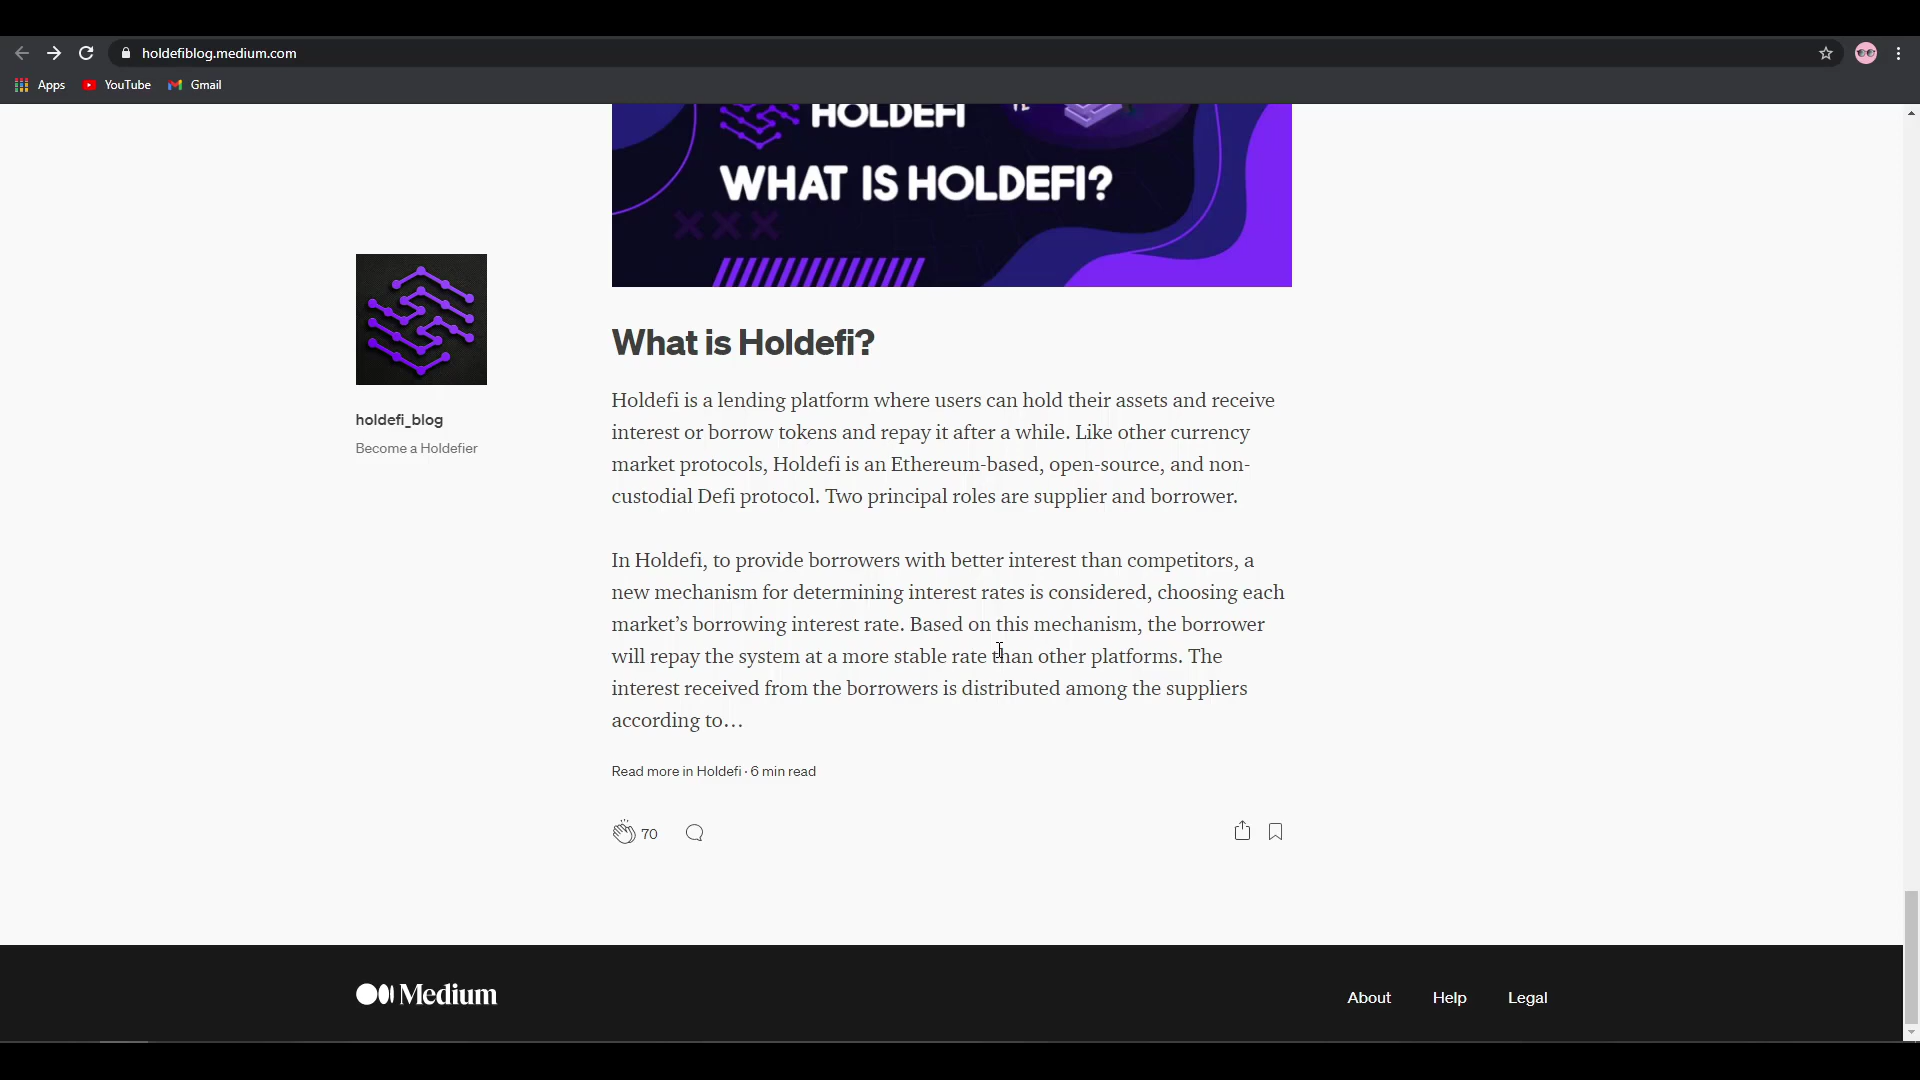 holdefiblog.medium.com
Apps
YouTube
Gmail
HOLDEFI
WHAT IS HOLDEFI?
holdefi_blog
Become a Holdefier
What is Holdefi?
Holdefi is a lending platform where users can hold their assets and receive
interest or borrow tokens and repay it after a while. Like other currency
market protocols, Holdefi is an Ethereum-based, open-source, and non-
custodial Defi protocol. Two principal roles are supplier and borrower.
In Holdefi, to provide borrowers with better interest than competitors, a
new mechanism for determining interest rates is considered, choosing each
market’s borrowing interest rate. Based on this mechanism, the borrower
will repay the system at a more stable rate than other platforms. The
interest received from the borrowers is distributed among the suppliers
according to…
Read more in Holdefi · 6 min read
70
Medium
About
Help
Legal